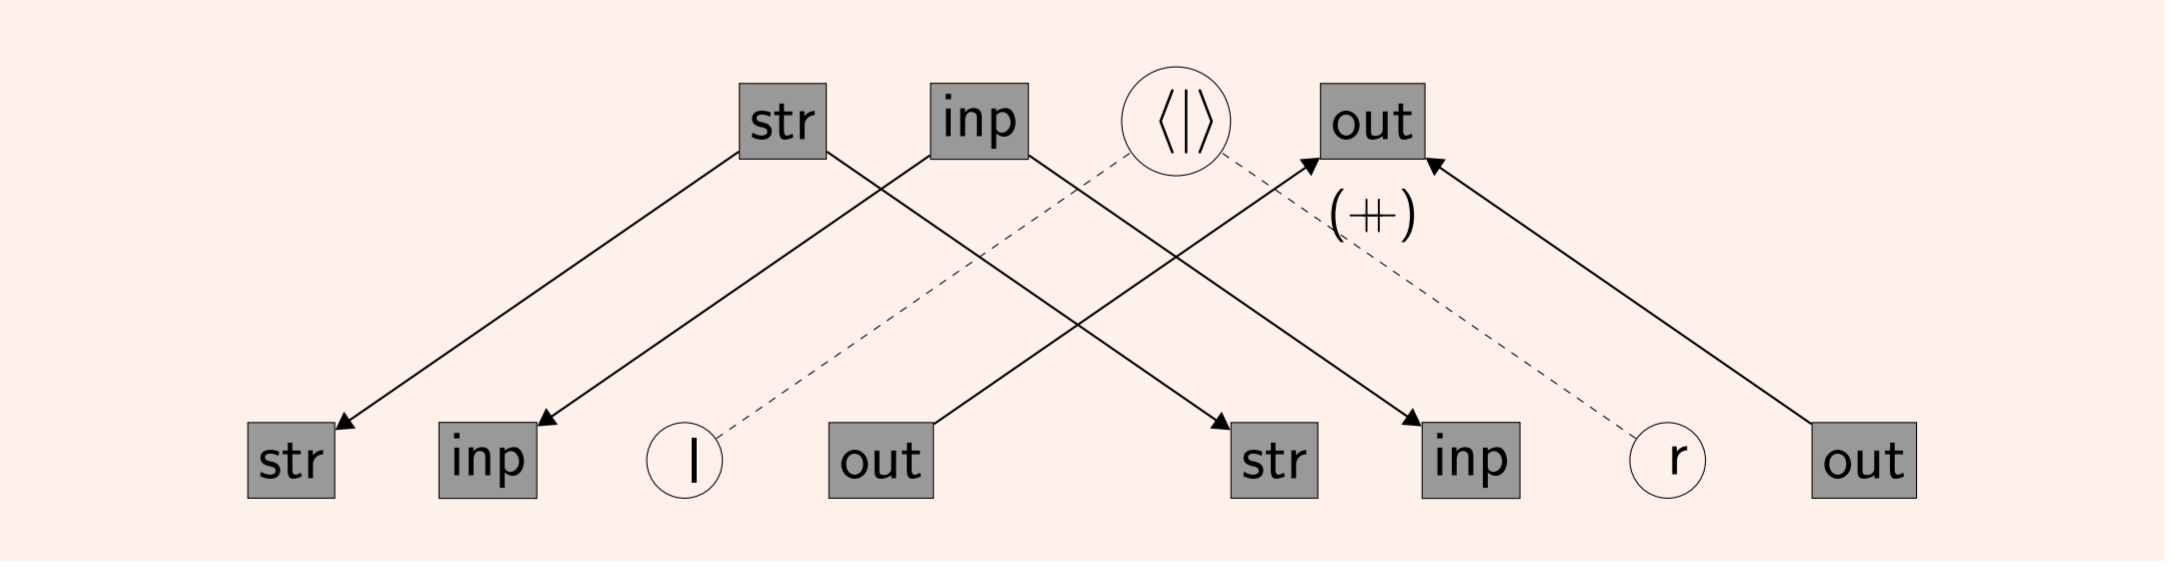 str inp ⟨|⟩ out
(⧺)
str inp l out str inp r out